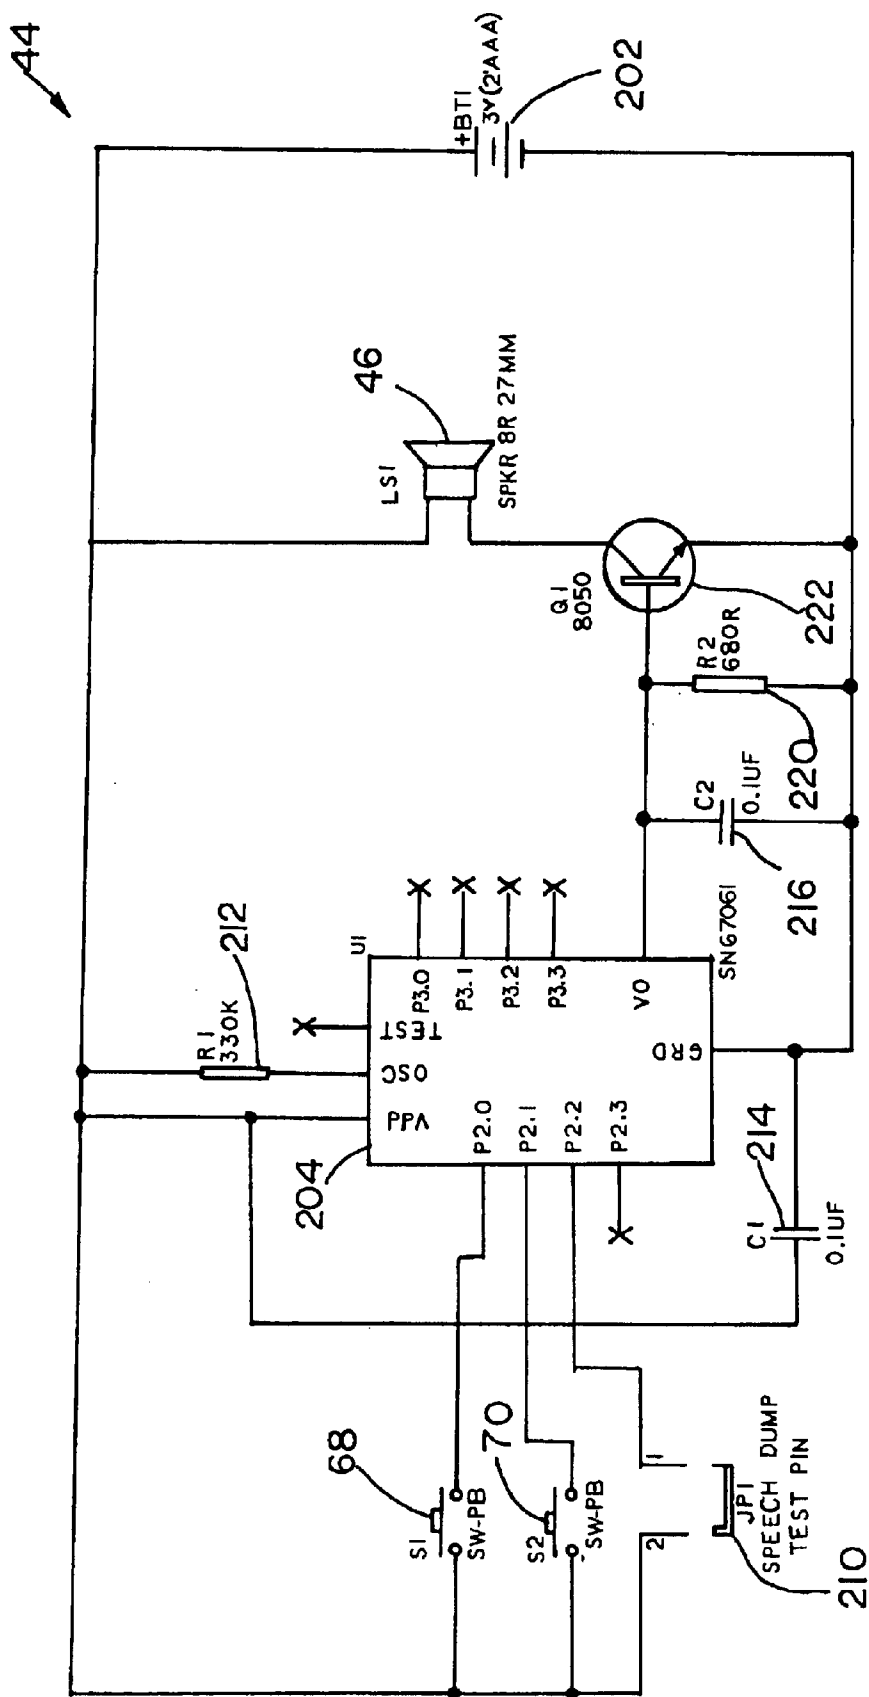 44
+BT1
3V(2'AAA)
202
46
LS1
SPKR 8R 27MM
Q1
8050
222
R2
680R
220
C2
0.1UF
216
212
R1
330K
U1
TEST
OSC
Vdd
P3.0
P3.1
P3.2
P3.3
VO
SN67061
GRD
P2.0
P2.1
P2.2
P2.3
204
214
C1
0.1UF
68
S1
SW-PB
70
S2
SW-PB
1
2
JP1
SPEECH DUMP
TEST PIN
210